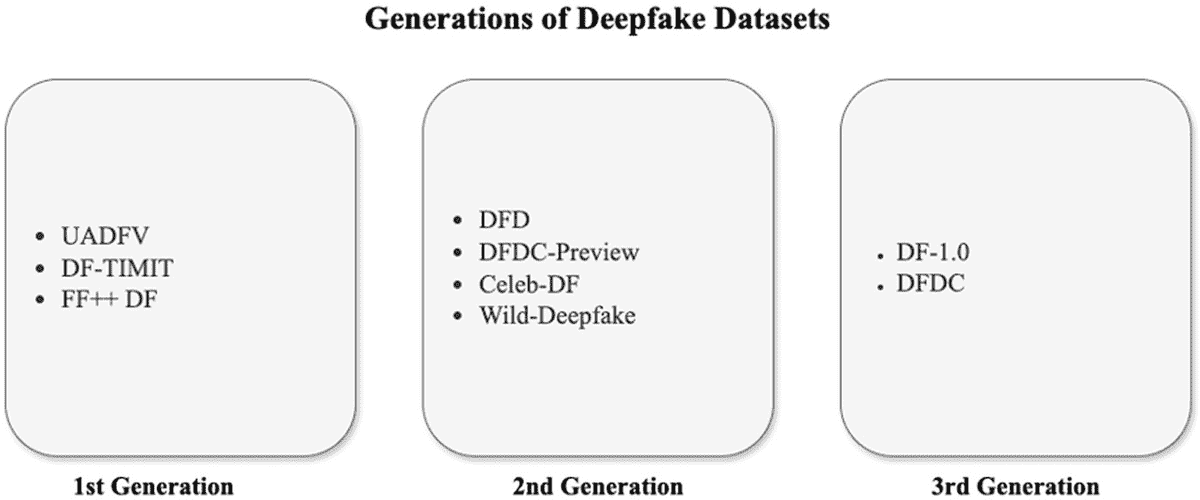 Generations of Deepfake Datasets
• UADFV
• DF-TIMIT
• FF++ DF
1st Generation
• DFD
• DFDC-Preview
• Celeb-DF
• Wild-Deepfake
2nd Generation
• DF-1.0
• DFDC
3rd Generation